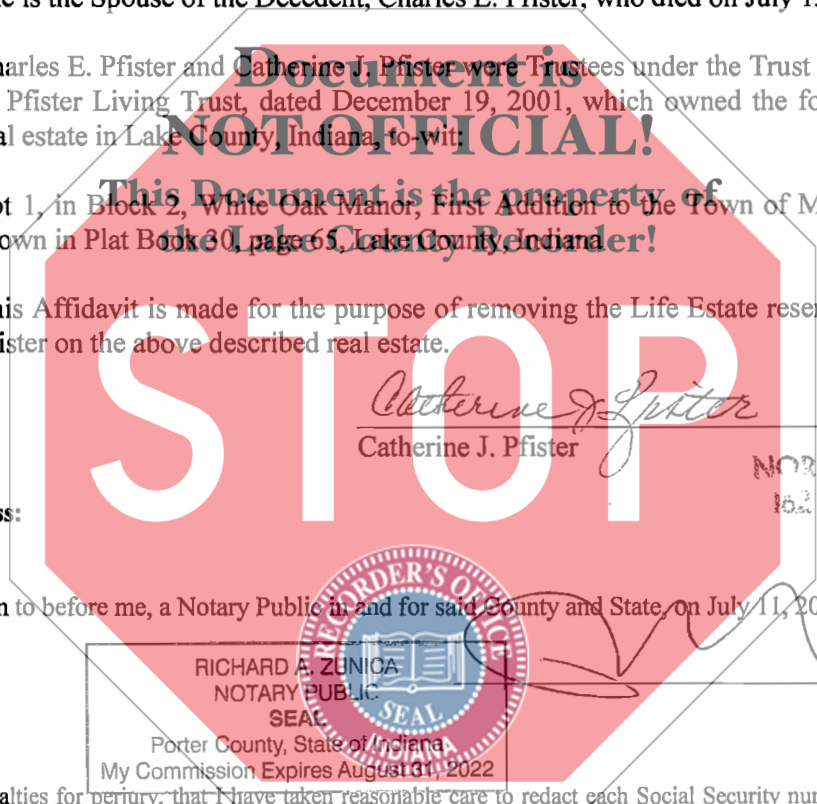 e is the Spouse of the Decedent, Charles E. Pfister, who died on July 1
Document is
harles E. Pfister and Catherine J. Pfister were Trustees under the Trust
Pfister Living Trust, dated December 19, 2001, which owned the fo
NOT OFFICIAL!
al estate in Lake County, Indiana, to-wit:
This Document is the property of
ot 1, in Block 2, White Oak Manor, First Addition to the Town of M
the Lake County Recorder!
own in Plat Book 30, page 65, Lake County, Indiana
his Affidavit is made for the purpose of removing the Life Estate reser
ister on the above described real estate.
STOP
Catherine J Pfister
Catherine J. Pfister
NO
ss:
n to before me, a Notary Public in and for said County and State, on July 11, 20
RECORDER'S OFFICE
SEAL
INDIANA
RICHARD A. ZUNICA
NOTARY PUBLIC
SEAL
Porter County, State of Indiana
My Commission Expires August 31, 2022
alties for perjury, that I have taken reasonable care to redact each Social Security nu